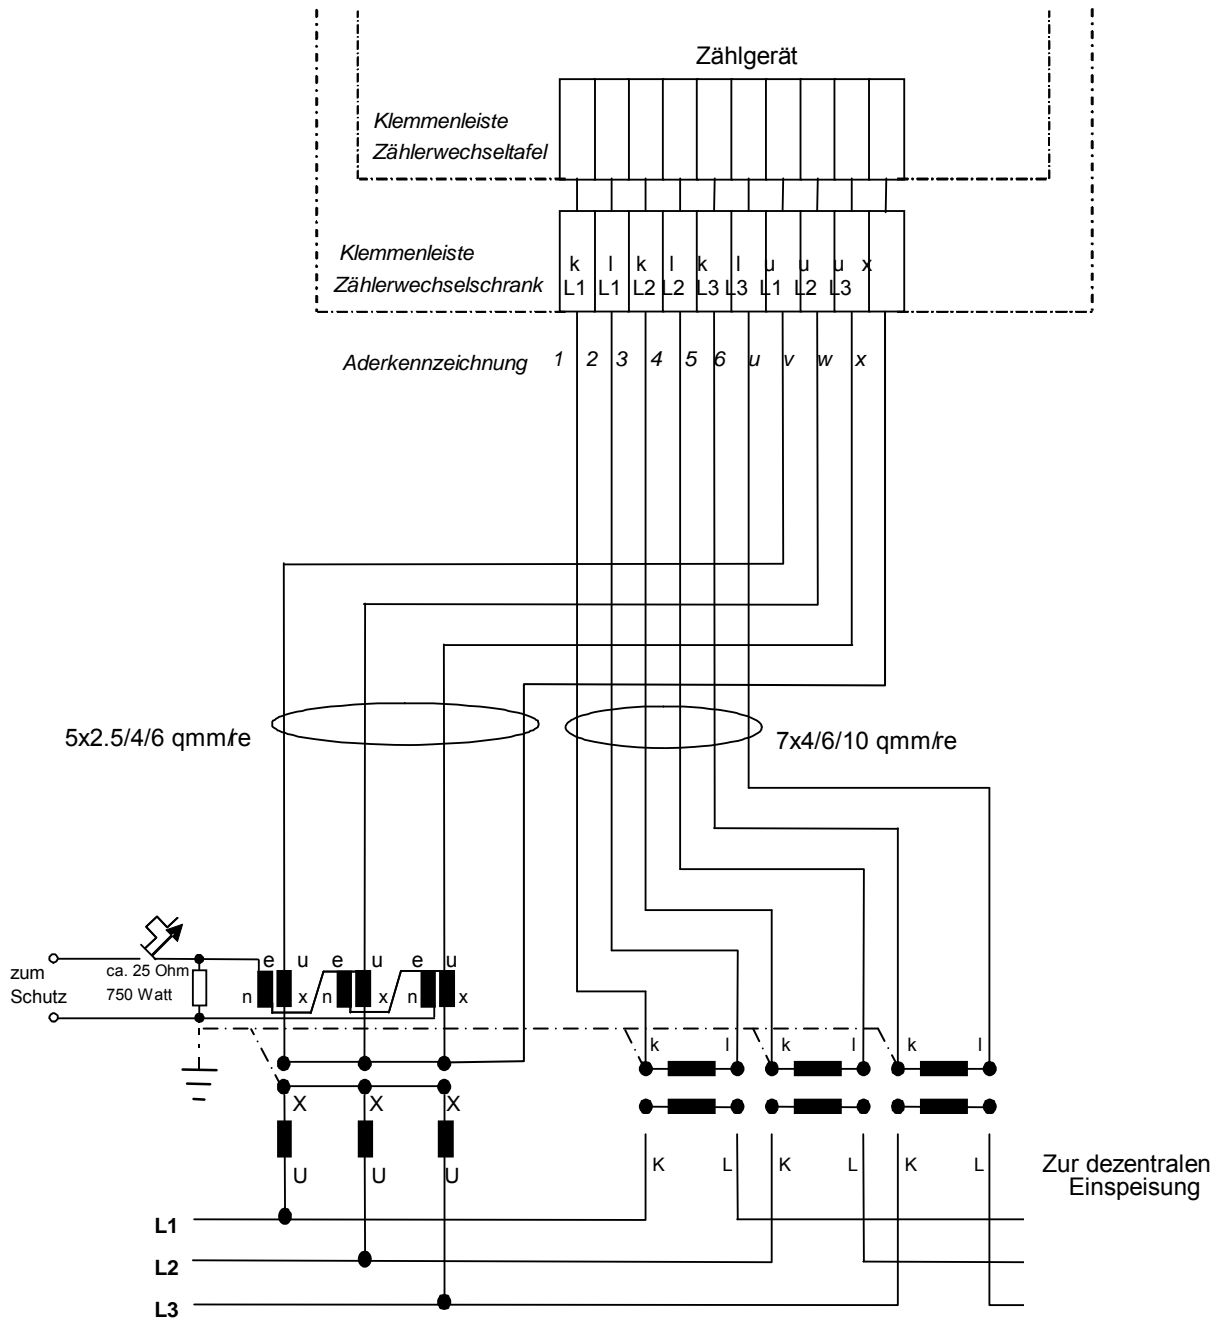 Zählgerät
Klemmenleiste
Zählerwechseltafel
Klemmenleiste
Zählerwechselschrank
k l k l k l u u u x
L1 L1 L2 L2 L3 L3 L1 L2 L3
Aderkennzeichnung 1 2 3 4 5 6 u v w x
5x2.5/4/6 qmm/re
7x4/6/10 qmm/re
zum
Schutz
ca. 25 Ohm
750 Watt
e u e u e u
n x n x n x
k l k l k l
X X X
U U U
K L K L K L
Zur dezentralen
Einspeisung
L1
L2
L3